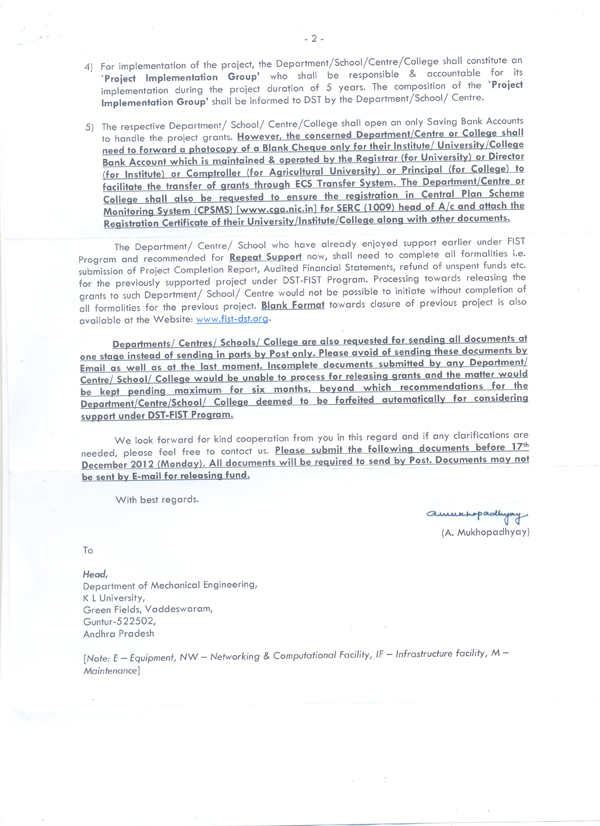 - 2 -
4) For implementation of the project, the Department/School/Centre/College shall constitute an
`Project Implementation Group' who shall be responsible & accountable for its
implementation during the project duration of 5 years. The composition of the `Project
Implementation Group' shall be informed to DST by the Department/School/ Centre.
5) The respective Department/ School/ Centre/College shall open an only Saving Bank Accounts
to handle the project grants. However, the concerned Department/Centre or College shall
need to forward a photocopy of a Blank Cheque only for their Institute/ University/College
Bank Account which is maintained & operated by the Registrar (for University) or Director
(for Institute) or Comptroller (for Agricultural University) or Principal (for College) to
facilitate the transfer of grants through ECS Transfer System. The Department/Centre or
College shall also be requested to ensure the registration in Central Plan Scheme
Monitoring System (CPSMS) [www.cga.nic.in] for SERC (1009) head of A/c and attach the
Registration Certificate of their University/Institute/College along with other documents.
The Department/ Centre/ School who have already enjoyed support earlier under FIST
Program and recommended for Repeat Support now, shall need to complete all formalities i.e.
submission of Project Completion Report, Audited Financial Statements, refund of unspent funds etc.
for the previously supported project under DST-FIST Program. Processing towards releasing the
grants to such Department/ School/ Centre would not be possible to initiate without completion of
all formalities for the previous project. Blank Format towards closure of previous project is also
available at the Website: www.fist-dst.org.
Departments/ Centres/ Schools/ College are also requested for sending all documents at
one stage instead of sending in parts by Post only. Please avoid of sending these documents by
Email as well as at the last moment. Incomplete documents submitted by any Department/
Centre/ School/ College would be unable to process for releasing grants and the matter would
be kept pending maximum for six months, beyond which recommendations for the
Department/Centre/School/ College deemed to be forfeited automatically for considering
support under DST-FIST Program.
We look forward for kind cooperation from you in this regard and if any clarifications are
needed, please feel free to contact us. Please submit the following documents before 17th
December 2012 (Monday). All documents will be required to send by Post. Documents may not
be sent by E-mail for releasing fund.
With best regards.
amukhopadhyay
(A. Mukhopadhyay)
To
Head,
Department of Mechanical Engineering,
K L University,
Green Fields, Vaddeswaram,
Guntur-522502,
Andhra Pradesh
[Note: E – Equipment, NW – Networking & Computational Facility, IF – Infrastructure facility, M –
Maintenance]